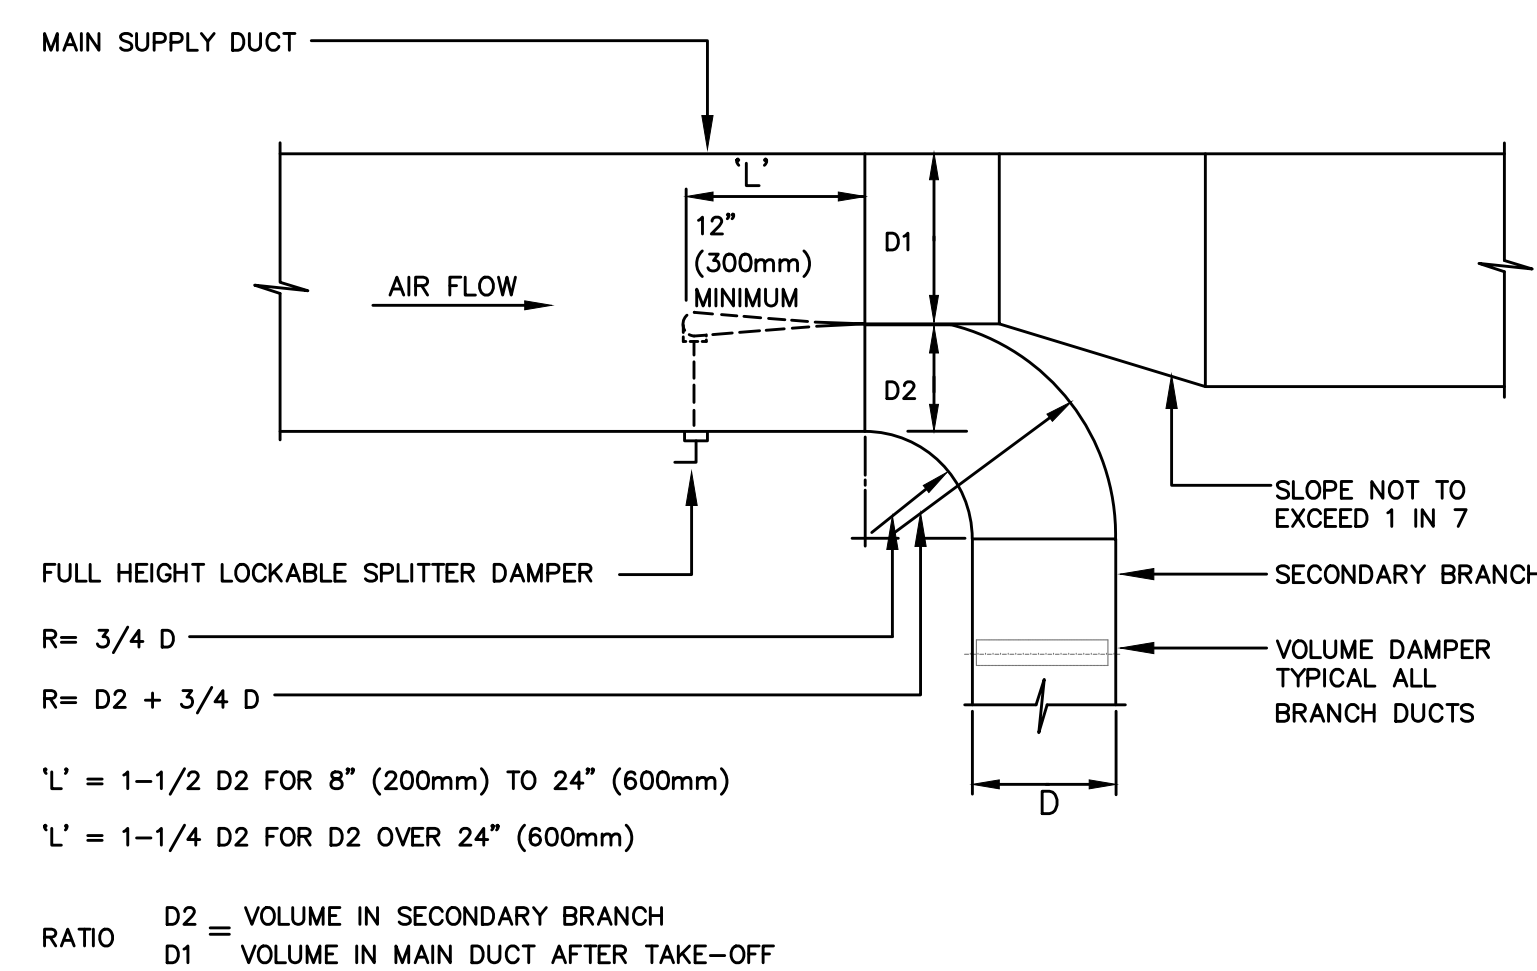 MAIN SUPPLY DUCT
‘L’
12”
(300mm)
MINIMUM
D1
AIR FLOW
D2
SLOPE NOT TO
EXCEED 1 IN 7
FULL HEIGHT LOCKABLE SPLITTER DAMPER
SECONDARY BRANCH
R= 3/4 D
VOLUME DAMPER
TYPICAL ALL
BRANCH DUCTS
R= D2 + 3/4 D
‘L’ = 1-1/2 D2 FOR 8” (200mm) TO 24” (600mm)
D
‘L’ = 1-1/4 D2 FOR D2 OVER 24” (600mm)
RATIO
D2 = VOLUME IN SECONDARY BRANCH
D1 VOLUME IN MAIN DUCT AFTER TAKE-OFF